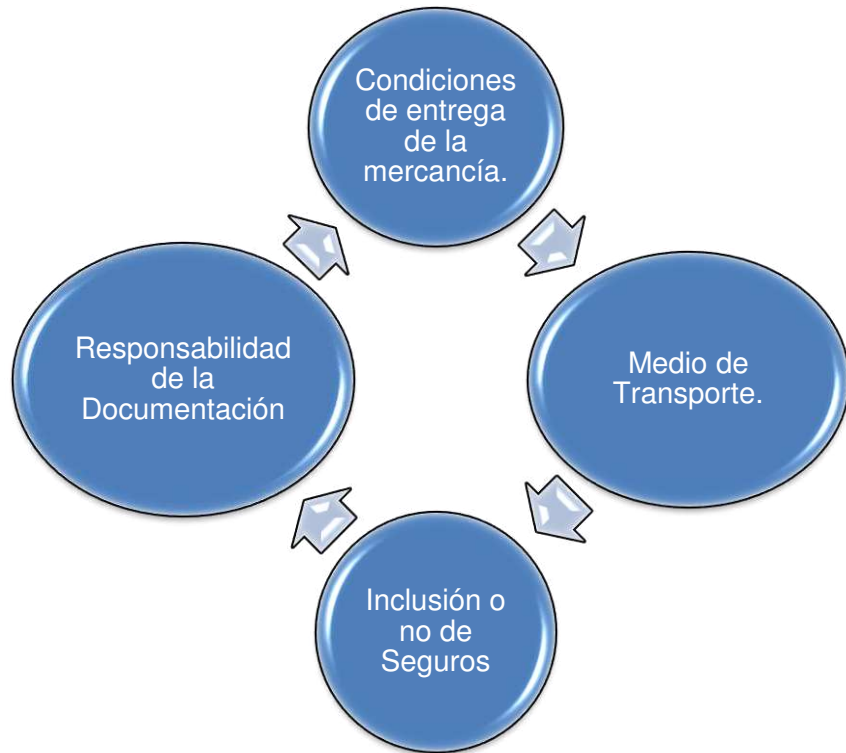 Condiciones
de entrega
de la
mercancía.
Medio de
Transporte.
Inclusión o
no de
Seguros
Responsabilidad
de la
Documentación